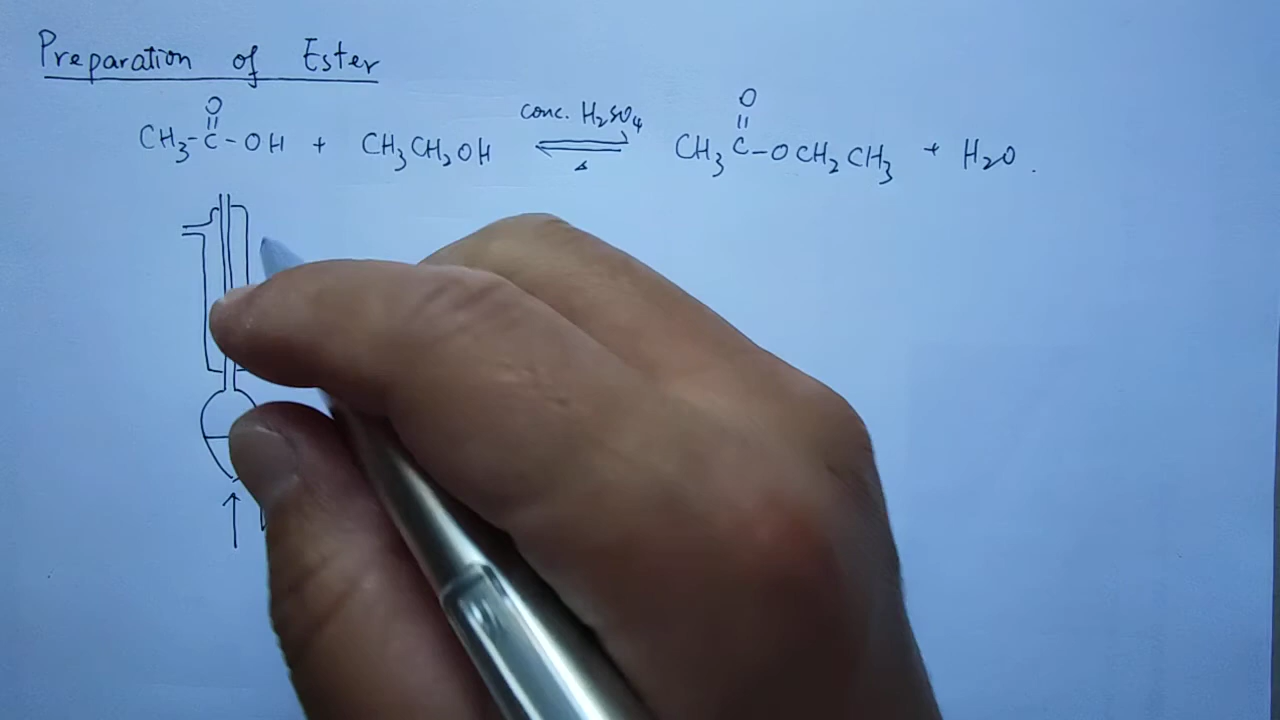 Preparation of Ester
O
||
conc. H₂SO₄
CH₃-C-OH + CH₃CH₂OH ⇌ CH₃C-OCH₂CH₃ + H₂O.
O
||
Δ